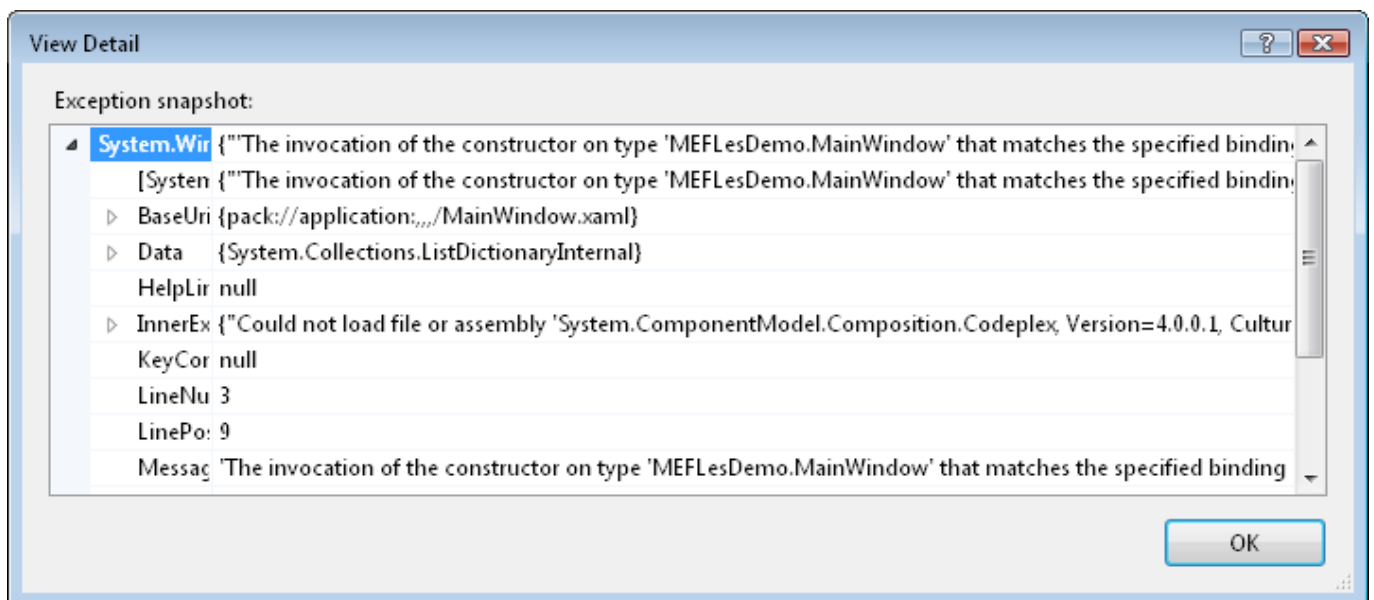 View Detail
Exception snapshot:
System.Wir {"'The invocation of the constructor on type 'MEFLesDemo.MainWindow' that matches the specified binding
[System {"'The invocation of the constructor on type 'MEFLesDemo.MainWindow' that matches the specified binding
BaseUri {pack://application:,,,/MainWindow.xaml}
Data {System.Collections.ListDictionaryInternal}
HelpLin null
InnerEx {"Could not load file or assembly 'System.ComponentModel.Composition.Codeplex, Version=4.0.0.1, Cultur
KeyCor null
LineNu 3
LinePos 9
Messag 'The invocation of the constructor on type 'MEFLesDemo.MainWindow' that matches the specified binding
OK